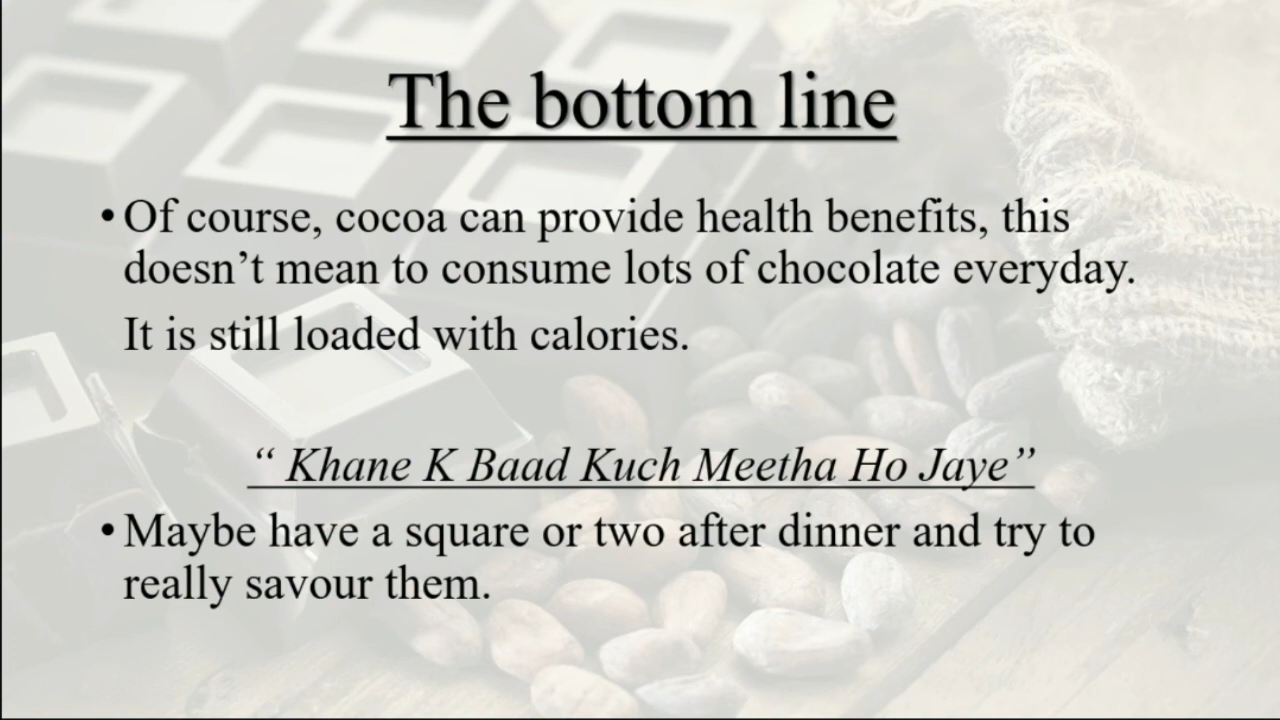 The bottom line
• Of course, cocoa can provide health benefits, this
doesn’t mean to consume lots of chocolate everyday.
It is still loaded with calories.
“ Khane K Baad Kuch Meetha Ho Jaye”
• Maybe have a square or two after dinner and try to
really savour them.